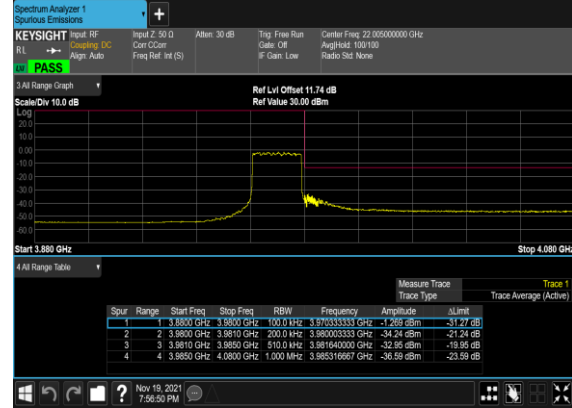 Spectrum Analyzer 1
Spurious Emissions
KEYSIGHT Input: RF Input Z: 50 Ω Atten: 30 dB Trig: Free Run Center Freq: 22.005000000 GHz
RL Coupling: DC Corr CCorr Gate: Off Avg|Hold: 100/100
Align: Auto Freq Ref: Int (S) IF Gain: Low Radio Std: None
LNI PASS
3 All Range Graph Ref Lvl Offset 11.74 dB
Scale/Div 10.0 dB Ref Value 30.00 dBm
Log
20.0
10.0
0.00
-10.0
-20.0
-30.0
-40.0
-50.0
-60.0
Start 3.880 GHz Stop 4.080 GHz
4 All Range Table
Measure Trace Trace 1
Trace Type Trace Average (Active)
Spur Range Start Freq Stop Freq RBW Frequency Amplitude ΔLimit
1 1 3.8800 GHz 3.9800 GHz 100.0 kHz 3.970333333 GHz -1.269 dBm -31.27 dB
2 2 3.9800 GHz 3.9810 GHz 200.0 kHz 3.980003333 GHz -34.24 dBm -21.24 dB
3 3 3.9810 GHz 3.9850 GHz 510.0 kHz 3.981640000 GHz -32.95 dBm -19.95 dB
4 4 3.9850 GHz 4.0800 GHz 1.000 MHz 3.985316667 GHz -36.59 dBm -23.59 dB
Nov 19, 2021
7:56:50 PM